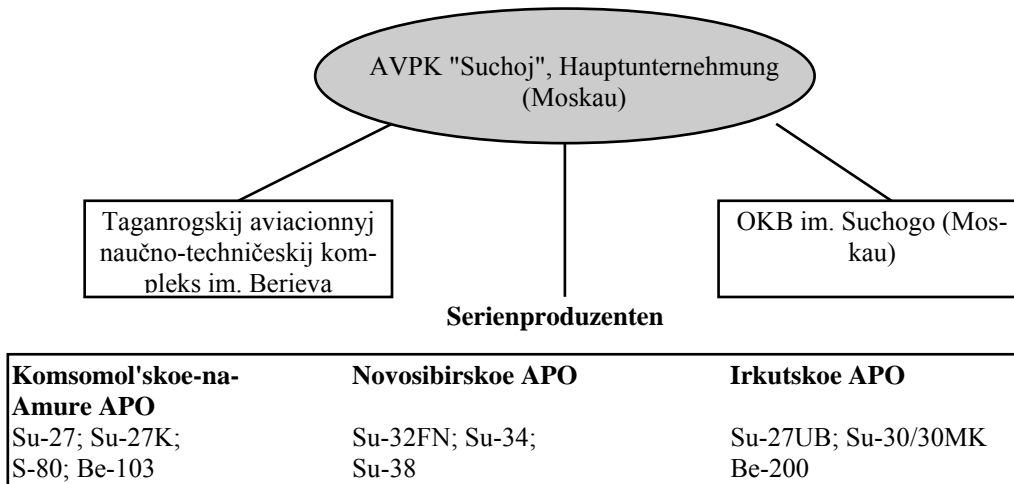 AVPK "Suchoj", Hauptunternehmung
(Moskau)
Taganrogskij aviacionnyj
naučno-techničeskij kom-
pleks im. Berieva
OKB im. Suchogo (Mos-
kau)
Serienproduzenten
Komsomol'skoe-na-
Amure APO
Su-27; Su-27K;
S-80; Be-103
Novosibirskoe APO
Su-32FN; Su-34;
Su-38
Irkutskoe APO
Su-27UB; Su-30/30MK
Be-200